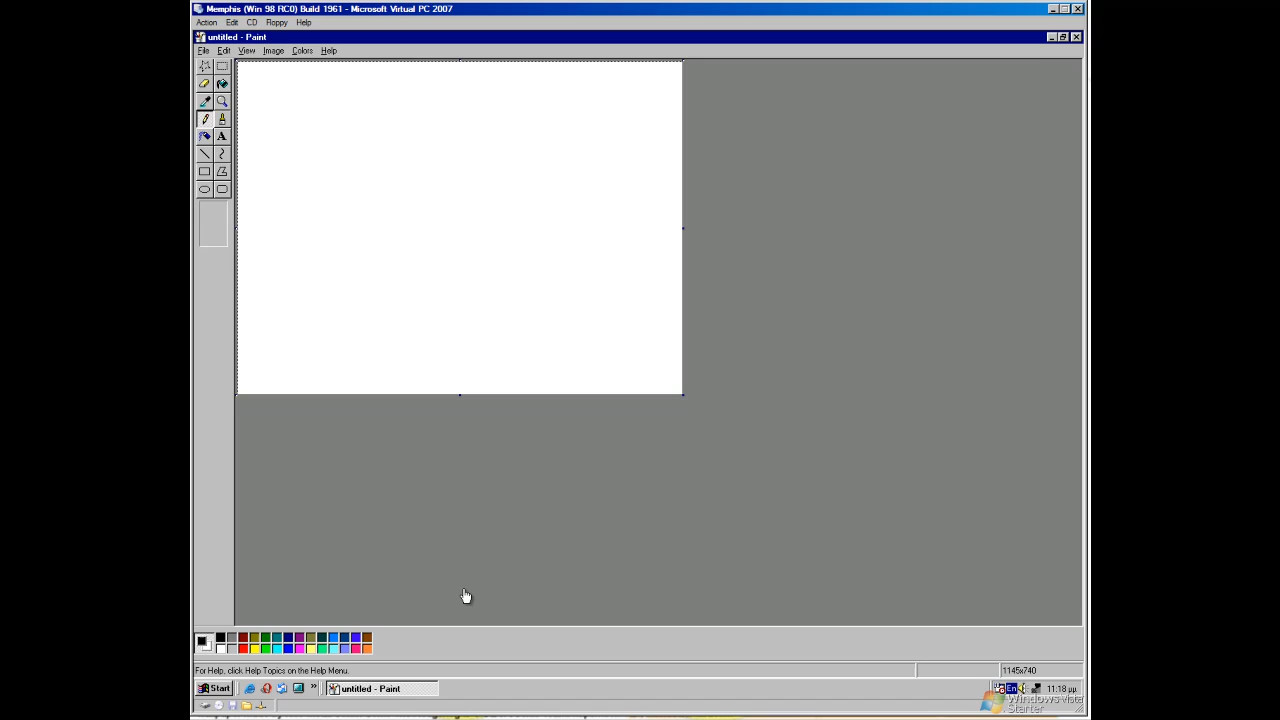 Memphis (Win 98 RC0) Build 1961 - Microsoft Virtual PC 2007
Action Edit CD Floppy Help
untitled - Paint
File Edit View Image Colors Help
A
For Help, click Help Topics on the Help Menu.
1145x740
Start
»
untitled - Paint
En
11:18 μμ
Windows Vista
Starter